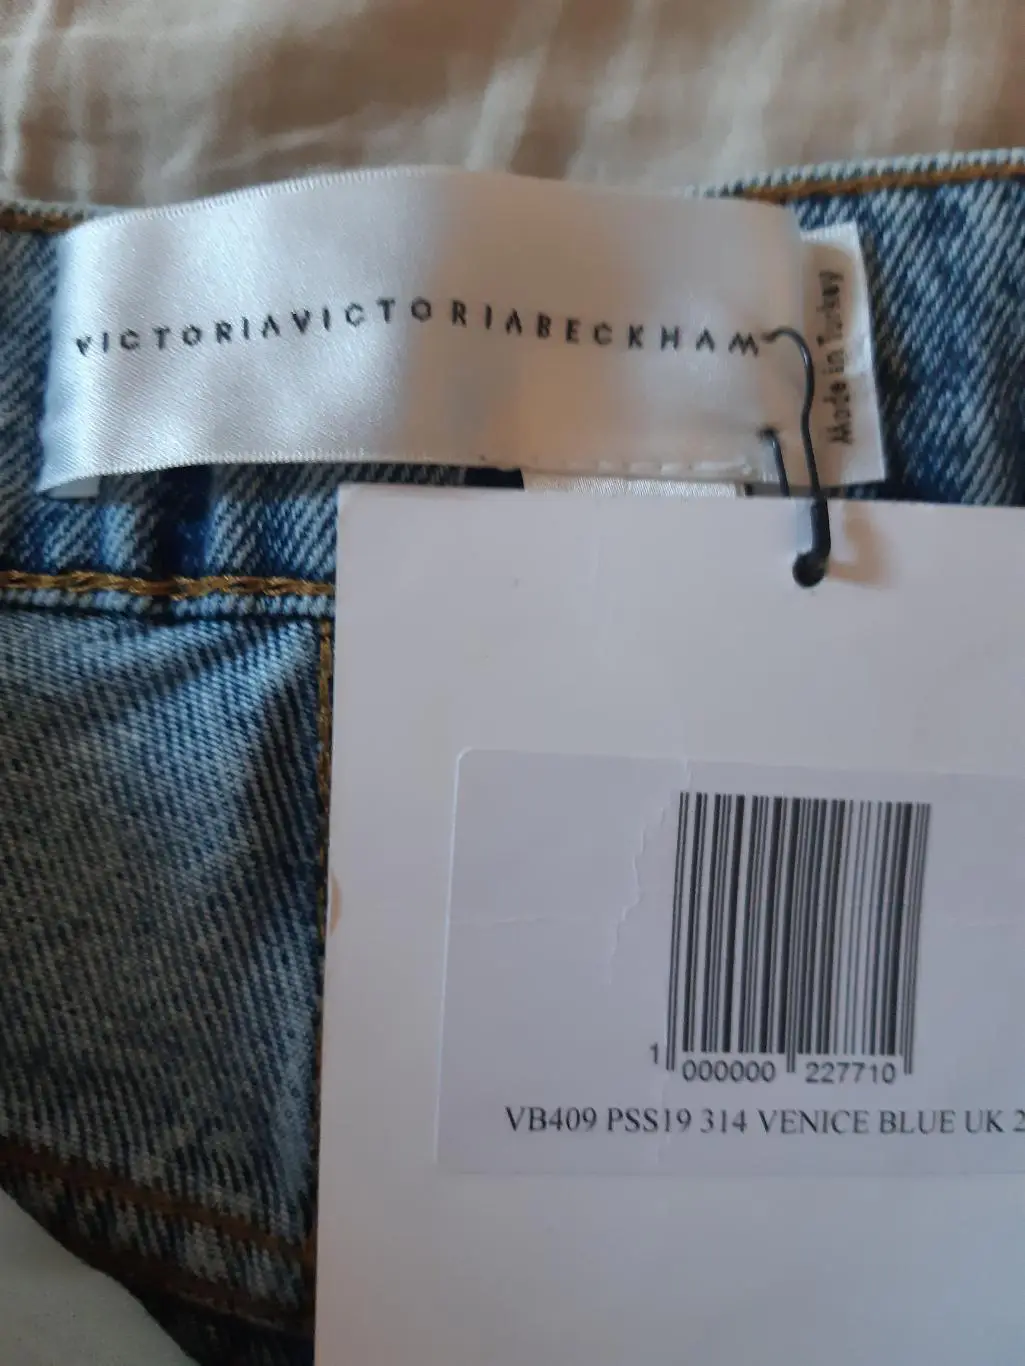 VICTORIAVICTORIABECKHAM
Made in Turkey
1 000000 227710
VB409 PSS19 314 VENICE BLUE UK 2